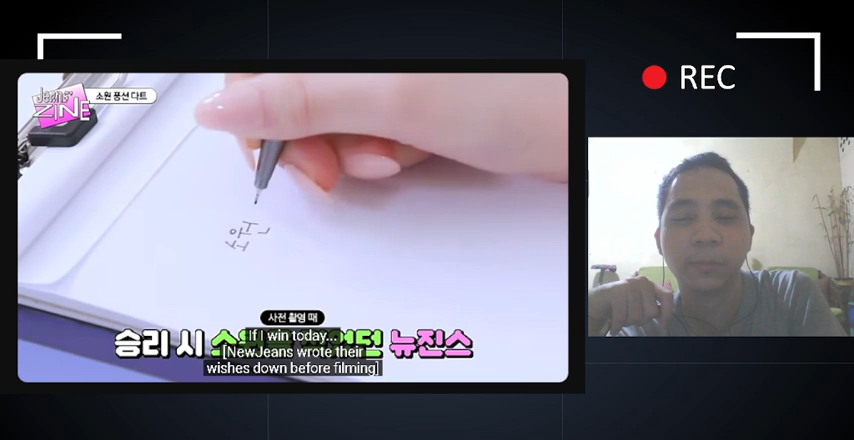 Jeans'
ZINE
소원 풍선 다트
REC
소원
사전 촬영 때
승리 시 뉴진스
If I win today...
[NewJeans wrote their
wishes down before filming]